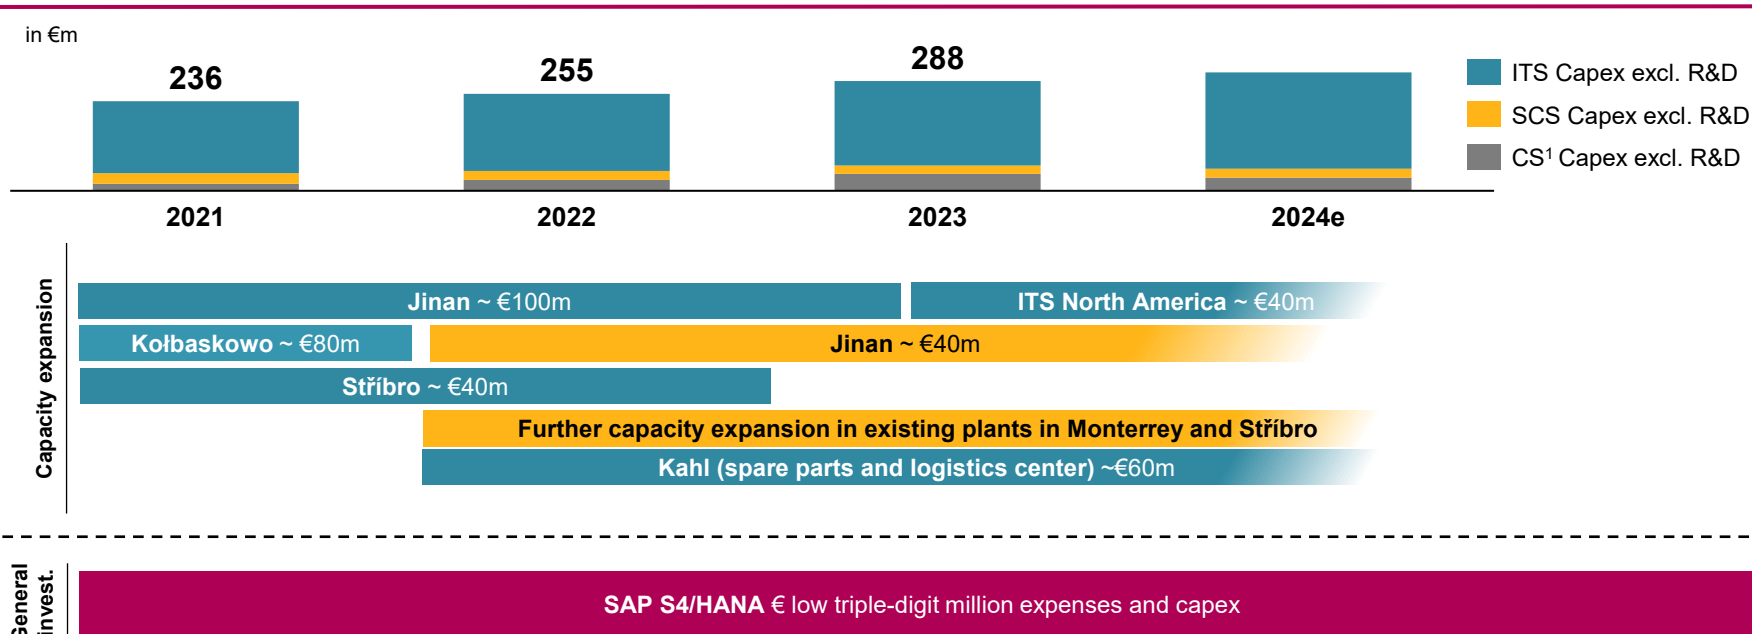 in €m
236
255
288
ITS Capex excl. R&D
SCS Capex excl. R&D
CS¹ Capex excl. R&D
2021
2022
2023
2024e
Capacity expansion
Jinan ~ €100m
ITS North America ~ €40m
Kołbaskowo ~ €80m
Jinan ~ €40m
Stříbro ~ €40m
Further capacity expansion in existing plants in Monterrey and Stříbro
Kahl (spare parts and logistics center) ~€60m
General
invest.
SAP S4/HANA € low triple-digit million expenses and capex